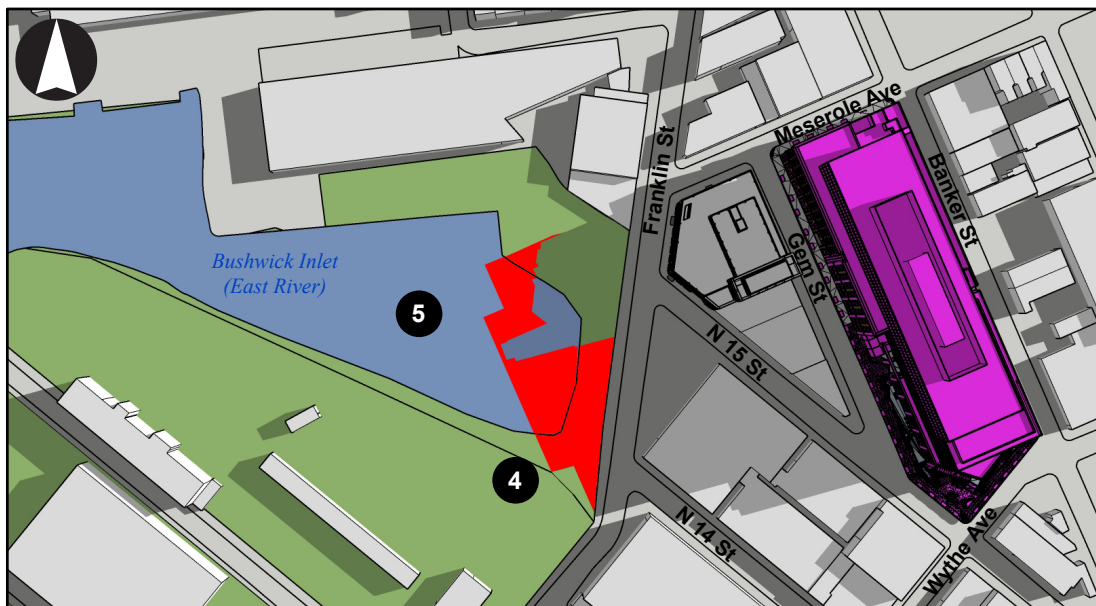 Meserole Ave
Franklin St
Banker St
Gem St
Bushwick Inlet
(East River)
5
N 15 St
4
N 14 St
Wythe Ave